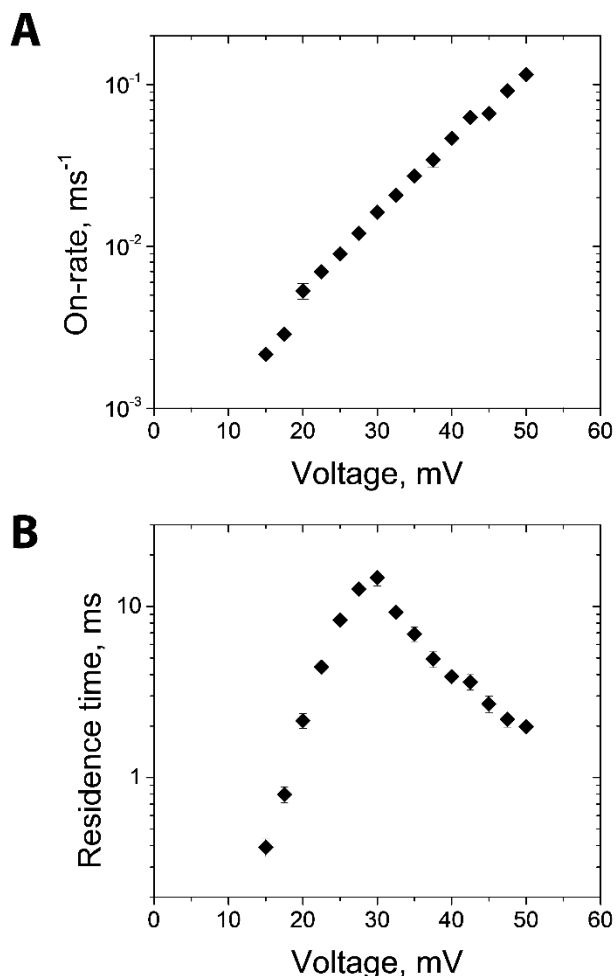 A
On-rate, ms⁻¹
10⁻¹
10⁻²
10⁻³
0 10 20 30 40 50 60
Voltage, mV
B
Residence time, ms
10
1
0 10 20 30 40 50 60
Voltage, mV